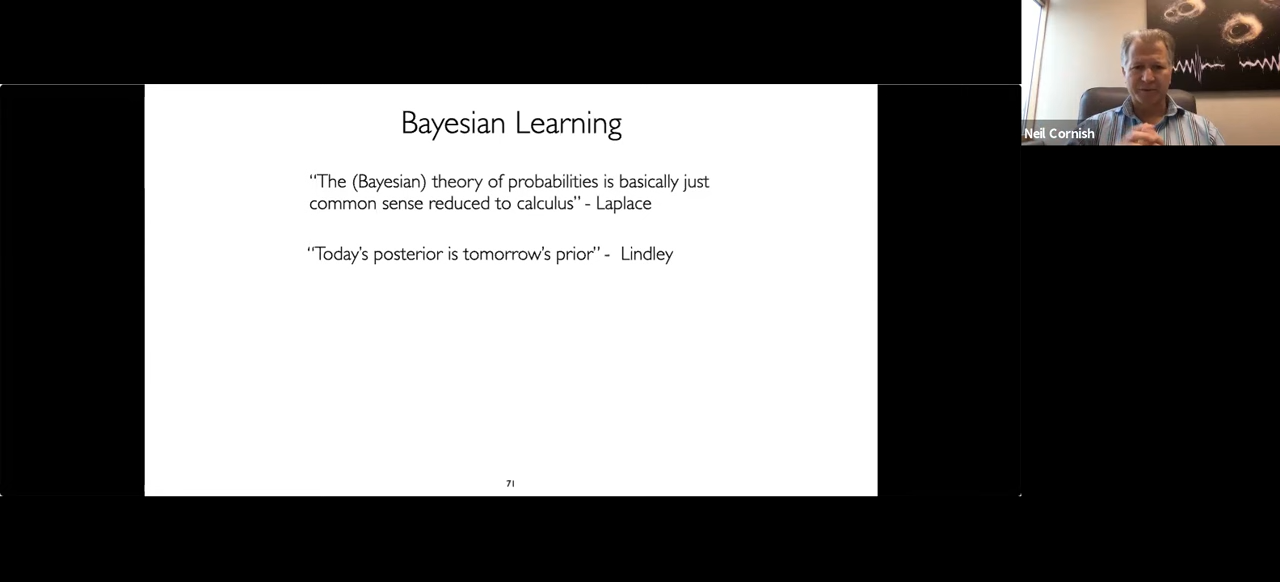 Bayesian Learning
“The (Bayesian) theory of probabilities is basically just
common sense reduced to calculus” - Laplace
“Today’s posterior is tomorrow’s prior” - Lindley
71
Neil Cornish